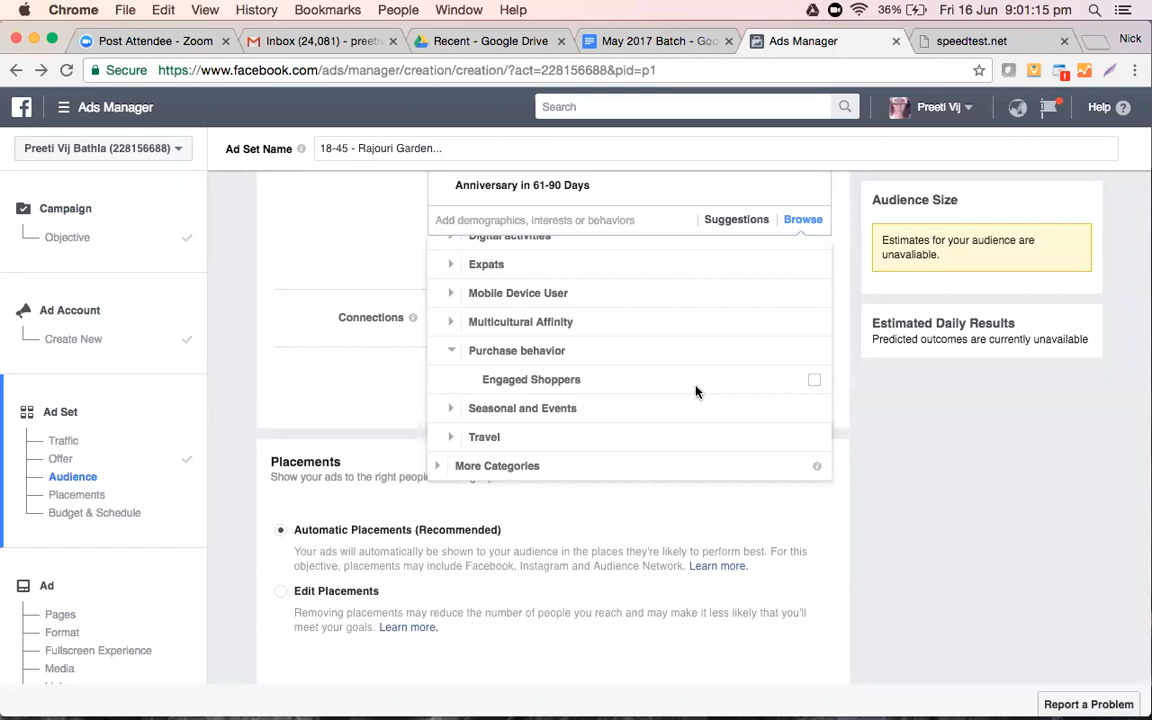 Chrome File Edit View History Bookmarks People Window Help 36% Fri 16 Jun 9:01:15 pm
Post Attendee - Zoom Inbox (24,081) - preeti Recent - Google Drive May 2017 Batch - Go Ads Manager speedtest.net Nick
Secure https://www.facebook.com/ads/manager/creation/creation/?act=228156688&pid=p1
Ads Manager Search Preeti Vij Help
Preeti Vij Bathla (228156688) Ad Set Name 18-45 - Rajouri Garden...
Campaign
Objective
Ad Account
Create New
Ad Set
Traffic
Offer
Audience
Placements
Budget & Schedule
Ad
Pages
Format
Fullscreen Experience
Media
Anniversary in 61-90 Days
Add demographics, interests or behaviors Suggestions Browse
Digital activities
Expats
Mobile Device User
Connections
Multicultural Affinity
Purchase behavior
Engaged Shoppers
Seasonal and Events
Travel
More Categories
Placements
Show your ads to the right people
Automatic Placements (Recommended)
Your ads will automatically be shown to your audience in the places they're likely to perform best. For this
objective, placements may include Facebook, Instagram and Audience Network. Learn more.
Edit Placements
Removing placements may reduce the number of people you reach and may make it less likely that you'll
meet your goals. Learn more.
Audience Size
Estimates for your audience are
unavailable.
Estimated Daily Results
Predicted outcomes are currently unavailable
Report a Problem